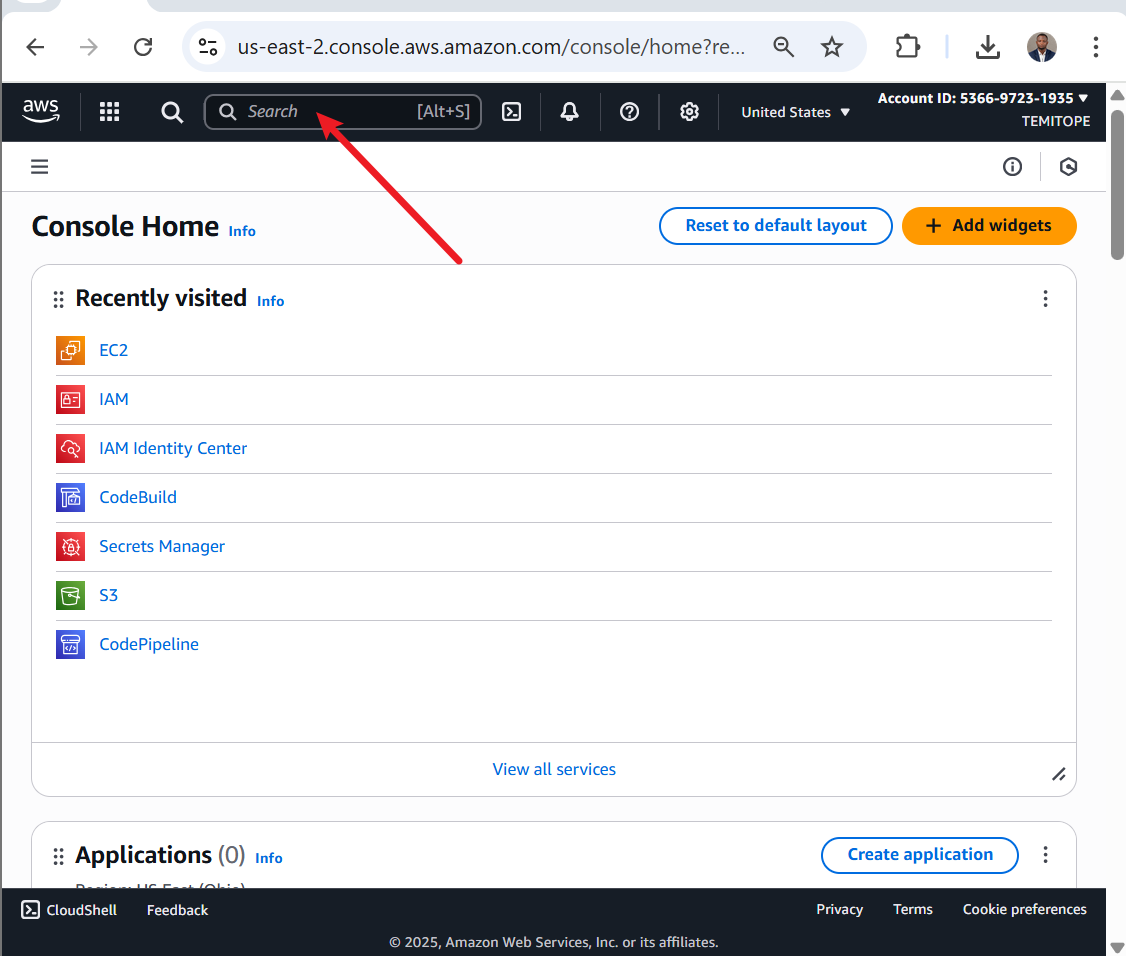 us-east-2.console.aws.amazon.com/console/home?re...
aws
Search [Alt+S]
United States
Account ID: 5366-9723-1935
TEMITOPE
Console Home Info
Reset to default layout
+ Add widgets
Recently visited Info
EC2
IAM
IAM Identity Center
CodeBuild
Secrets Manager
S3
CodePipeline
View all services
Applications (0) Info
Create application
Region: US East (Ohio)
CloudShell
Feedback
Privacy
Terms
Cookie preferences
© 2025, Amazon Web Services, Inc. or its affiliates.